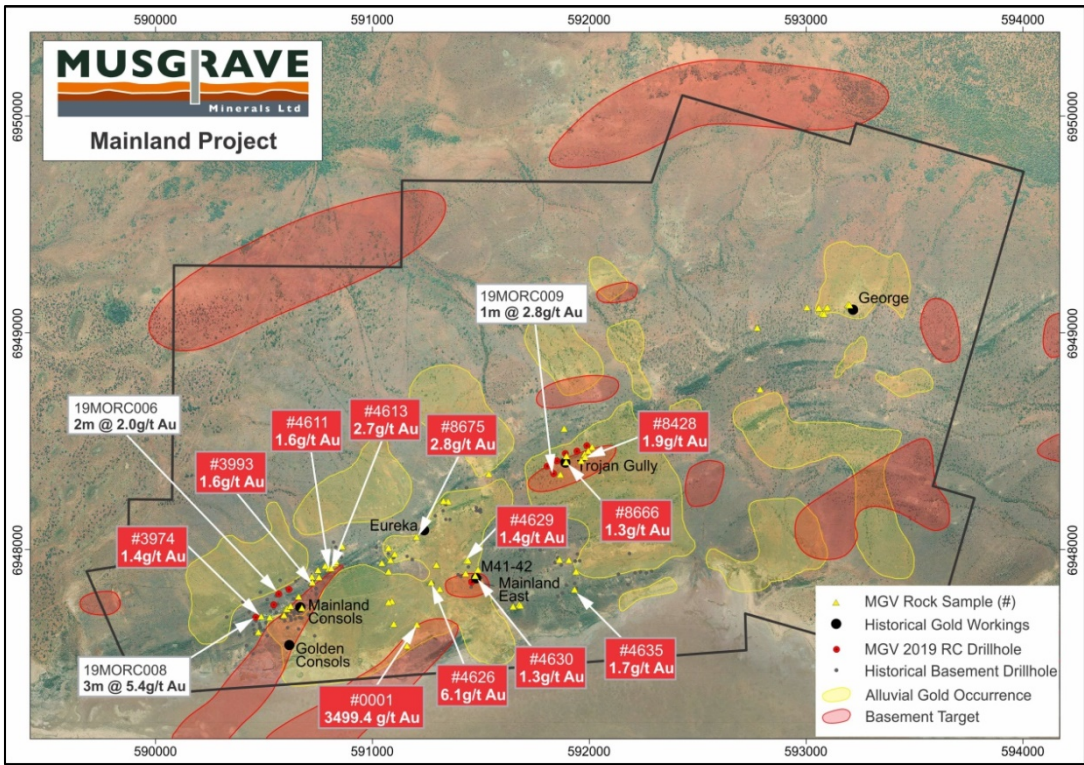 590000
591000
592000
593000
594000
MUSGRAVE
Minerals Ltd
Mainland Project
6950000
6950000
George
19MORC009
1m @ 2.8g/t Au
6949000
6949000
19MORC006
2m @ 2.0g/t Au
#4611
1.6g/t Au
#4613
2.7g/t Au
#8675
2.8g/t Au
#8428
1.9g/t Au
#3993
1.6g/t Au
Trojan Gully
#3974
1.4g/t Au
Eureka
#4629
1.4g/t Au
#8666
1.3g/t Au
6948000
6948000
M41-42
Mainland
East
Mainland
Consols
Golden
Consols
19MORC008
3m @ 5.4g/t Au
#0001
3499.4 g/t Au
#4626
6.1g/t Au
#4630
1.3g/t Au
#4635
1.7g/t Au
MGV Rock Sample (#)
Historical Gold Workings
MGV 2019 RC Drillhole
Historical Basement Drillhole
Alluvial Gold Occurrence
Basement Target
590000
591000
592000
593000
594000